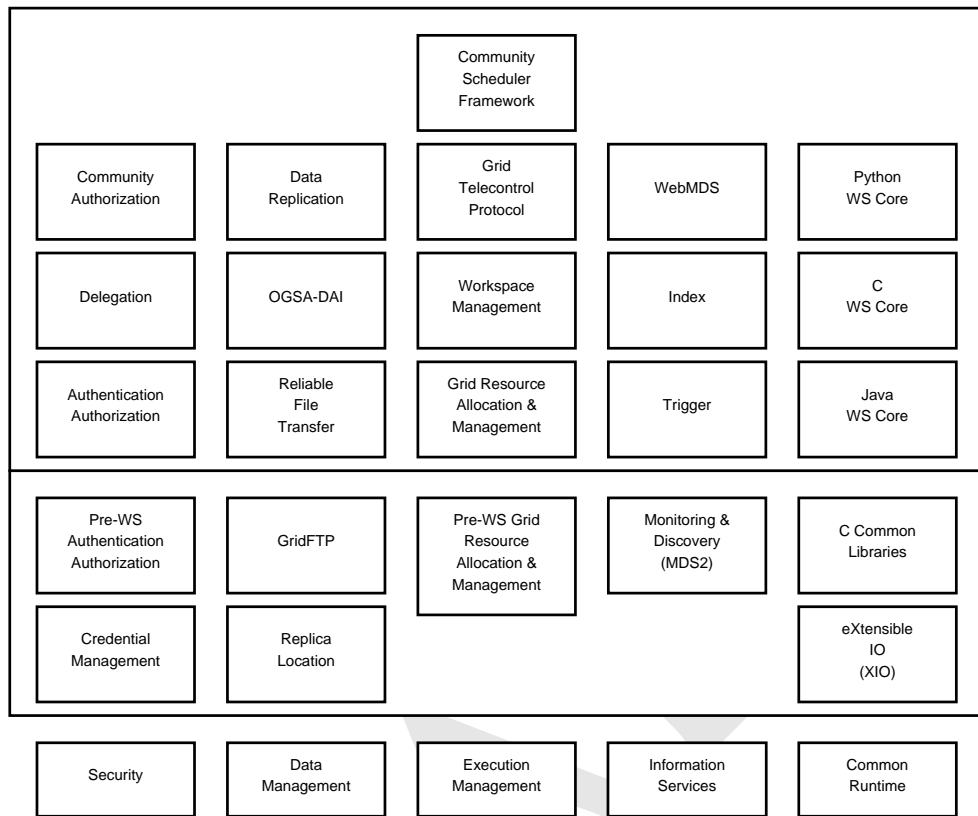 Community
Scheduler
Framework
Community
Authorization
Data
Replication
Grid
Telecontrol
Protocol
WebMDS
Python
WS Core
Delegation
OGSA-DAI
Workspace
Management
Index
C
WS Core
Authentication
Authorization
Reliable
File
Transfer
Grid Resource
Allocation &
Management
Trigger
Java
WS Core
Pre-WS
Authentication
Authorization
GridFTP
Pre-WS Grid
Resource
Allocation &
Management
Monitoring &
Discovery
(MDS2)
C Common
Libraries
Credential
Management
Replica
Location
eXtensible
IO
(XIO)
Security
Data
Management
Execution
Management
Information
Services
Common
Runtime